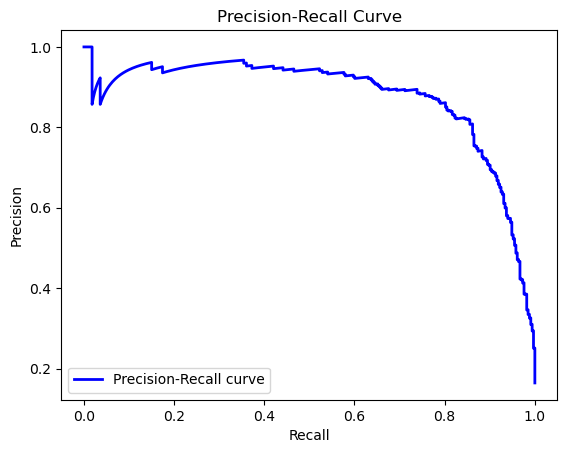 Precision-Recall Curve
1.0
0.8
0.6
0.4
0.2
Precision
Precision-Recall curve
0.0 0.2 0.4 0.6 0.8 1.0
Recall